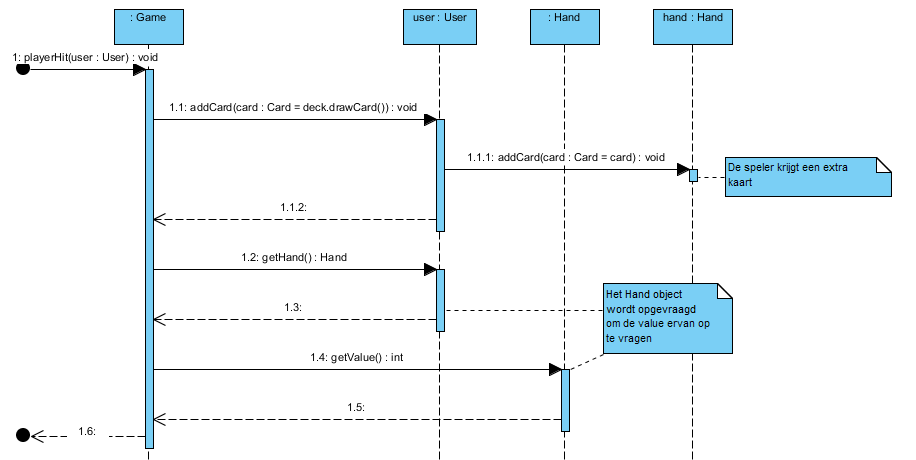 : Game
user : User
: Hand
hand : Hand
1: playerHit(user : User) : void
1.1: addCard(card : Card = deck.drawCard()) : void
1.1.1: addCard(card : Card = card) : void
De speler krijgt een extra
kaart
1.1.2:
1.2: getHand() : Hand
1.3:
Het Hand object
wordt opgevraagd
om de value ervan op
te vragen
1.4: getValue() : int
1.5:
1.6: